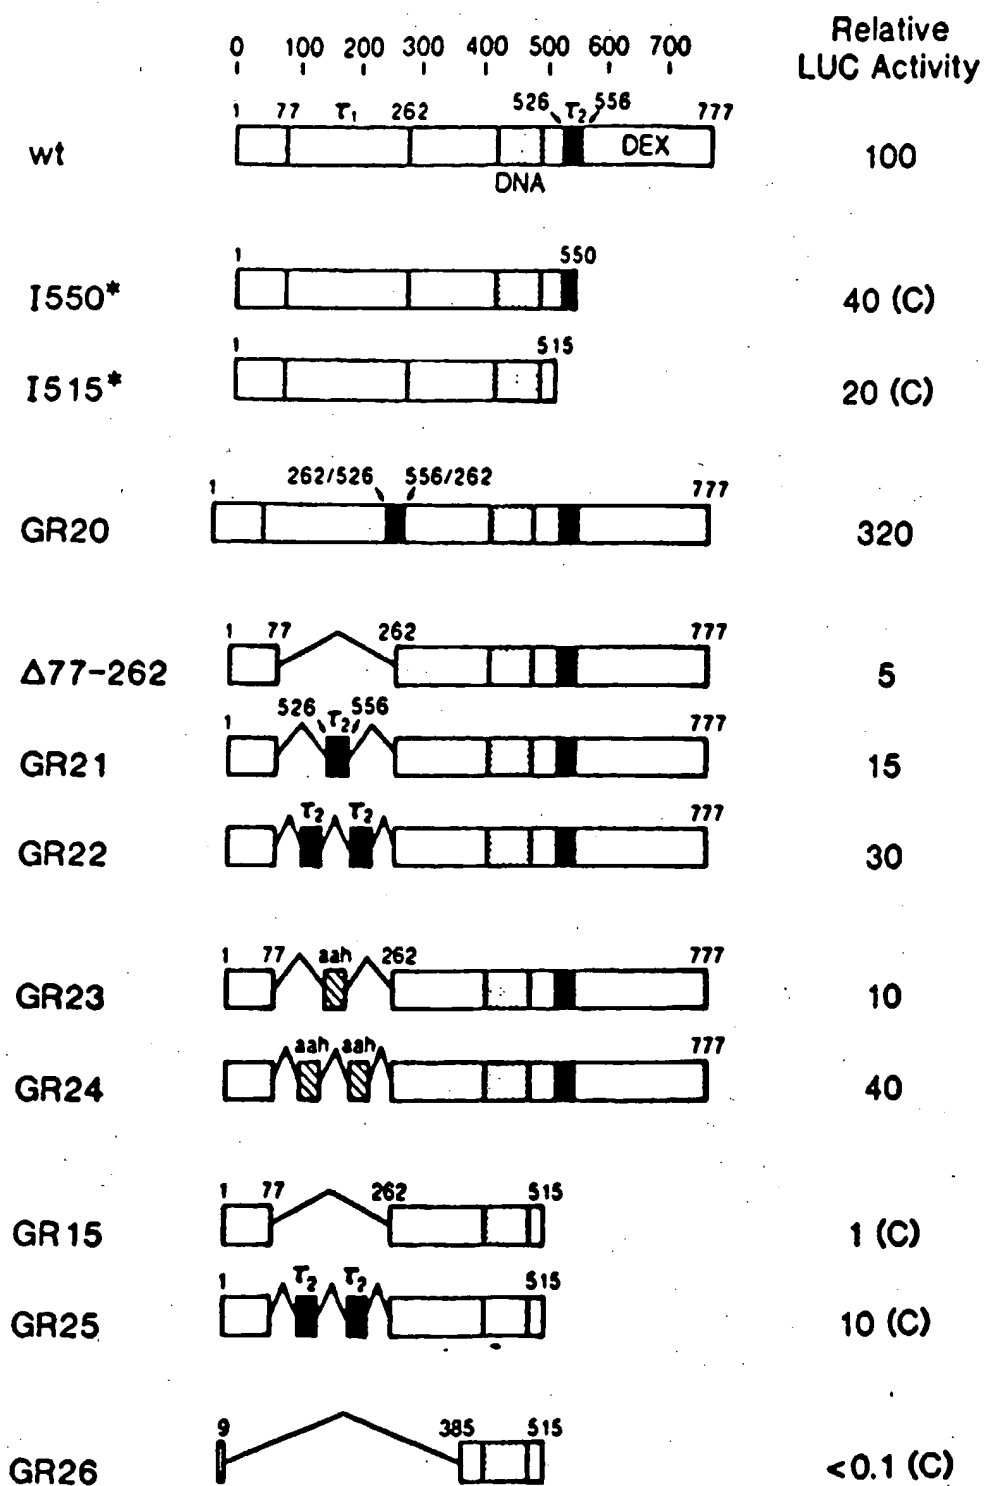 Relative
LUC Activity
0 100 200 300 400 500 600 700
1 77 τ₁ 262 526 τ₂ 556 777
wt DEX 100
DNA
1 550
I550* 40 (C)
1 515
I515* 20 (C)
1 262/526 556/262 777
GR20 320
1 77 262 777
Δ77-262 5
1 526 τ₂ 556 777
GR21 15
τ₂ τ₂ 777
GR22 30
1 77 aah 262 777
GR23 10
aah aah 777
GR24 40
1 77 262 515
GR15 1 (C)
1 τ₂ τ₂ 515
GR25 10 (C)
9 385 515
GR26 <0.1 (C)